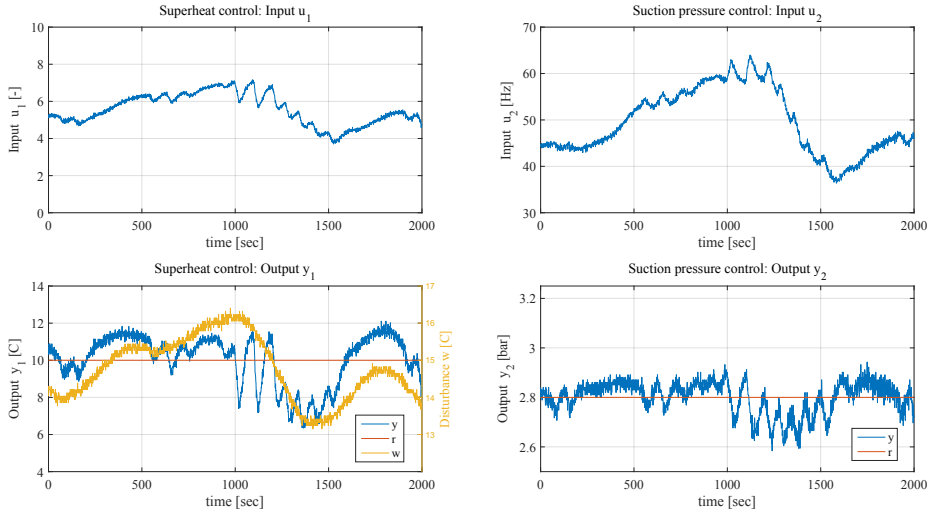 Superheat control: Input u1
Input u1 [-]
10
8
6
4
2
0
0 500 1000 1500 2000
time [sec]
Suction pressure control: Input u2
Input u2 [Hz]
70
60
50
40
30
0 500 1000 1500 2000
time [sec]
Superheat control: Output y1
Output y1 [C]
14
12
10
8
6
4
17
16
15
14
13
Disturbance w [C]
y
r
w
0 500 1000 1500 2000
time [sec]
Suction pressure control: Output y2
Output y2 [bar]
3.2
3
2.8
2.6
y
r
0 500 1000 1500 2000
time [sec]